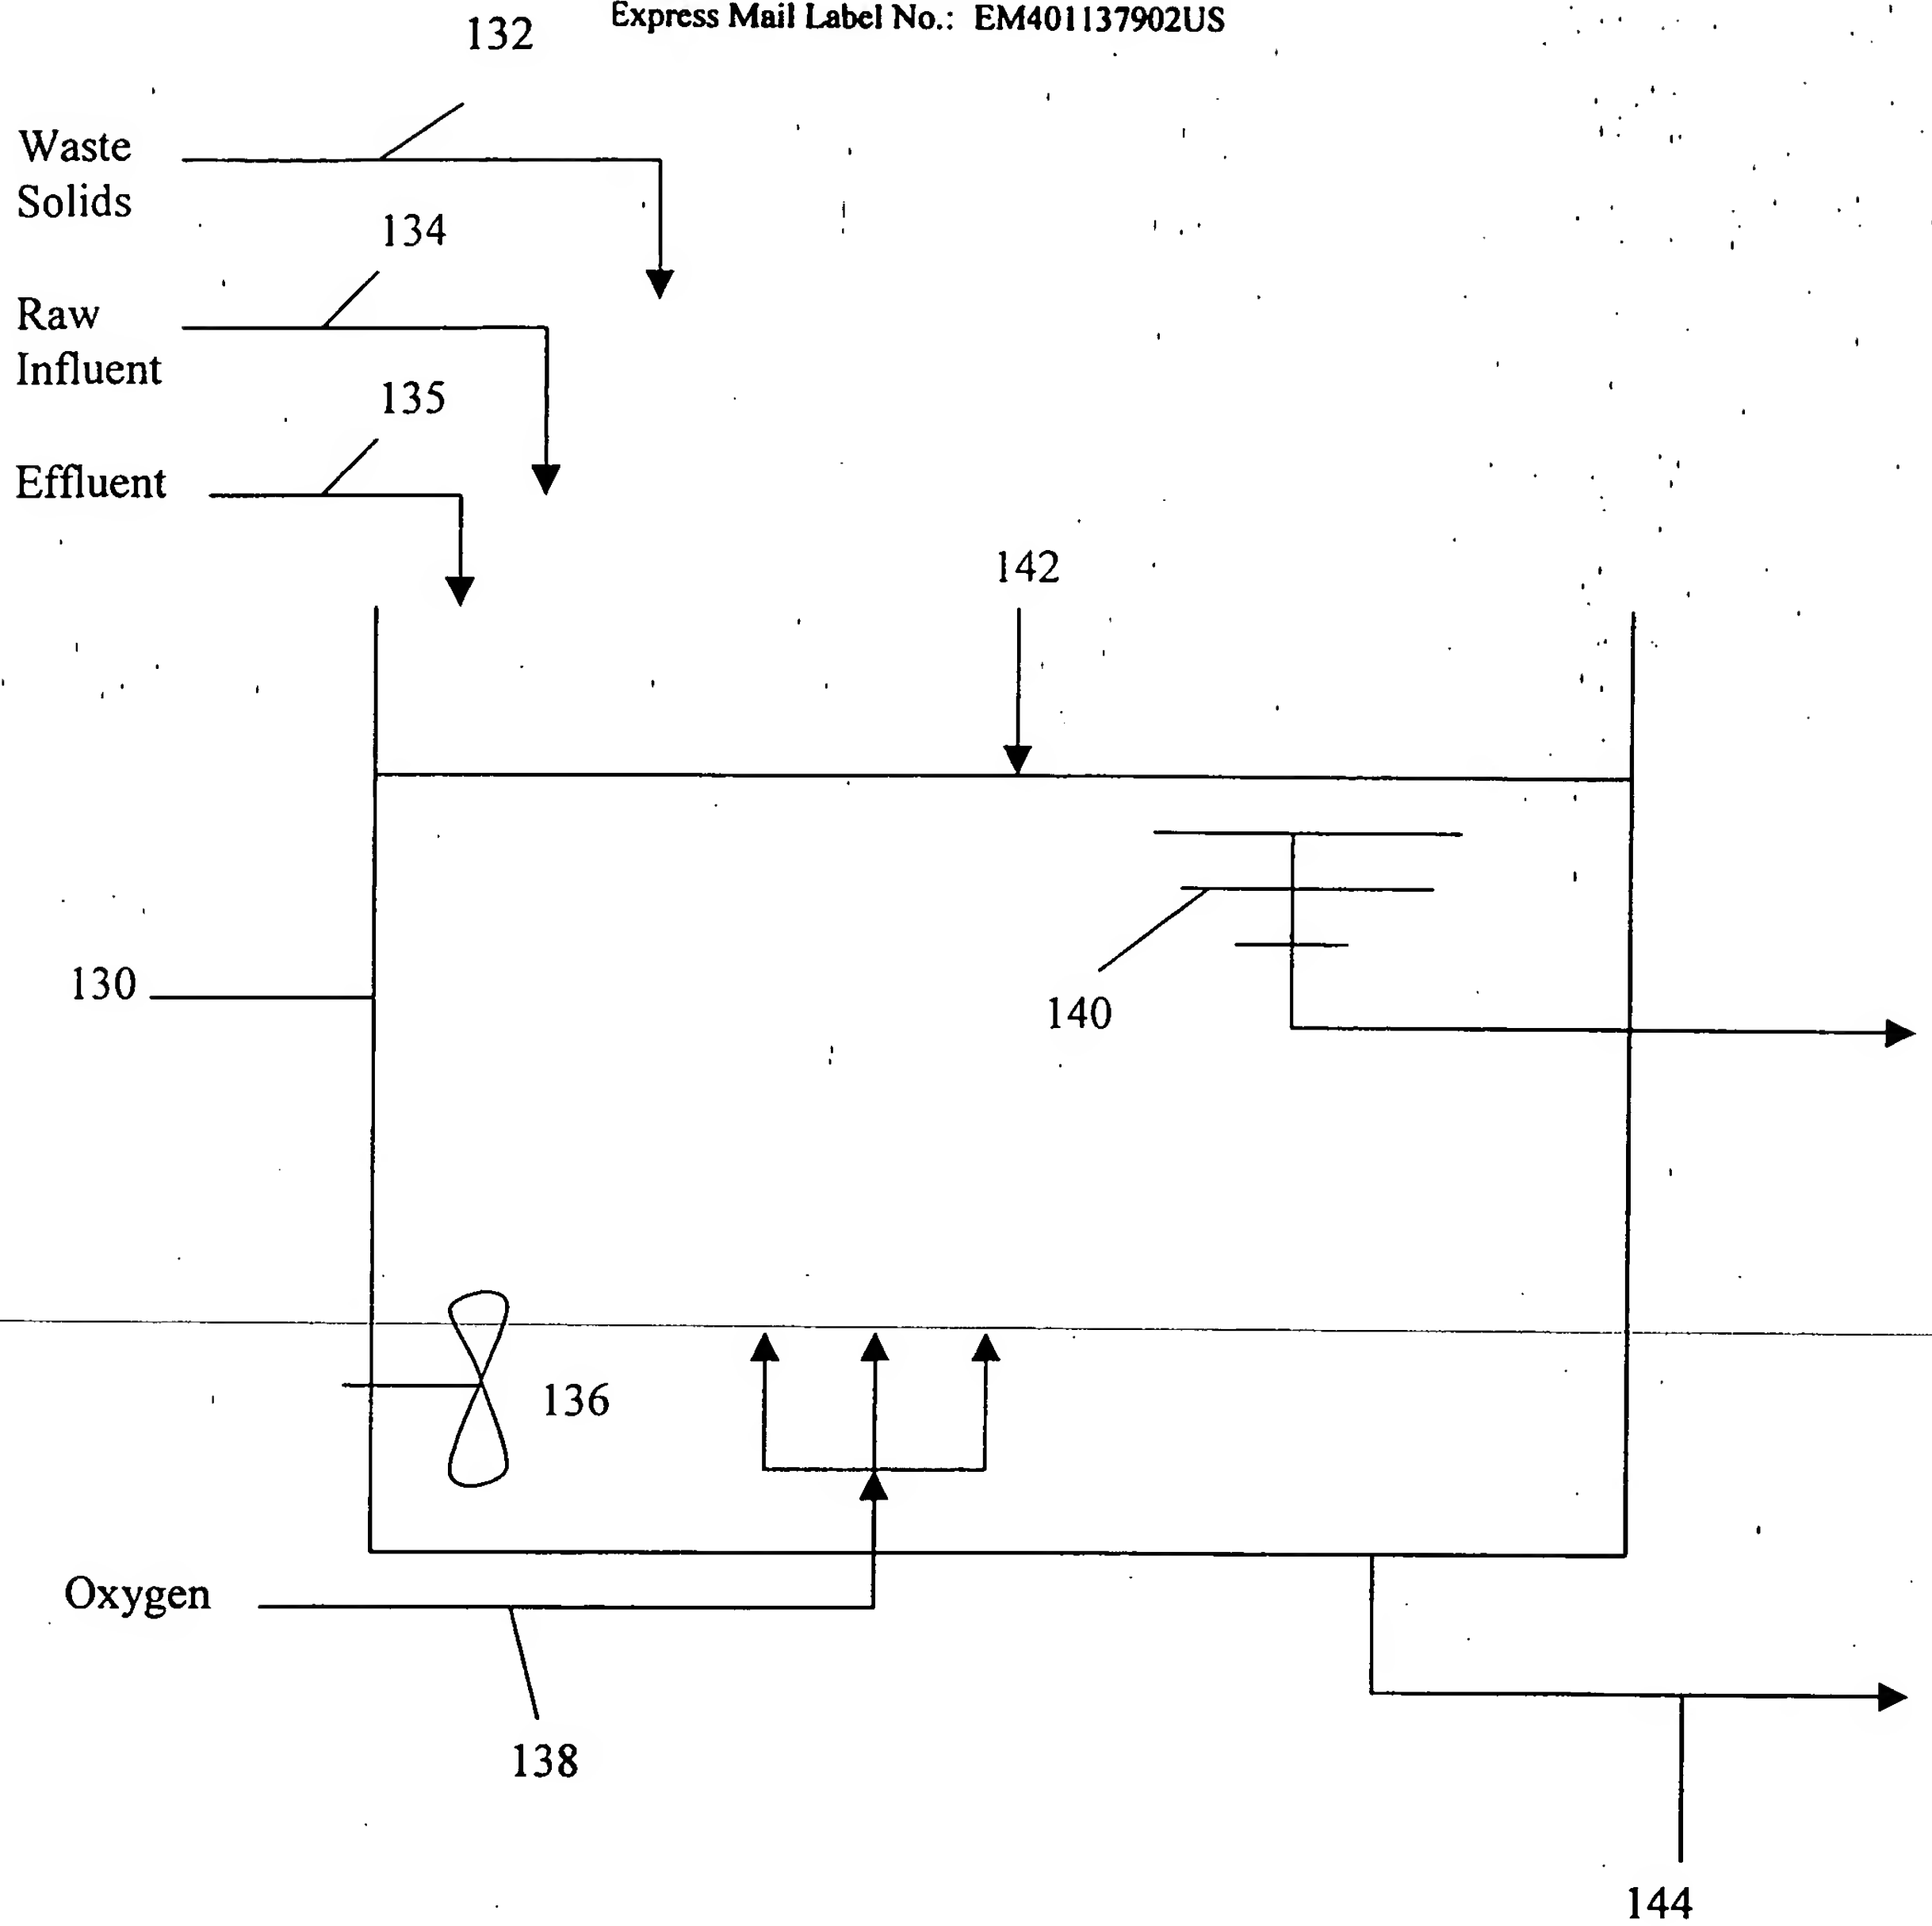 Express Mail Label No.: EM401137902US
132
Waste
Solids
134
Raw
Influent
135
Effluent
142
130
140
136
Oxygen
138
144